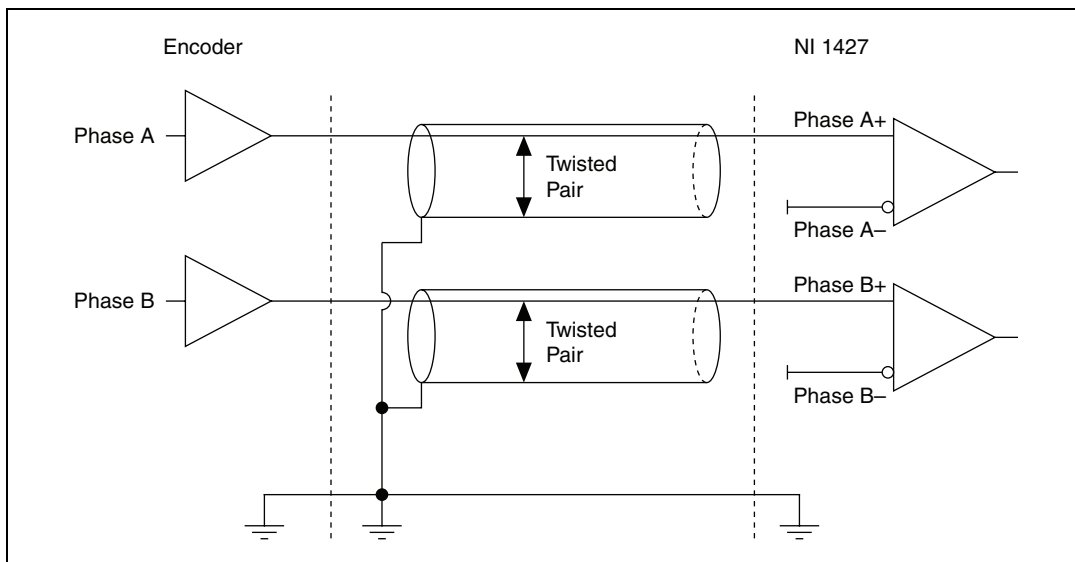 Encoder
NI 1427
Phase A
Twisted
Pair
Phase A+
Phase A–
Phase B
Twisted
Pair
Phase B+
Phase B–